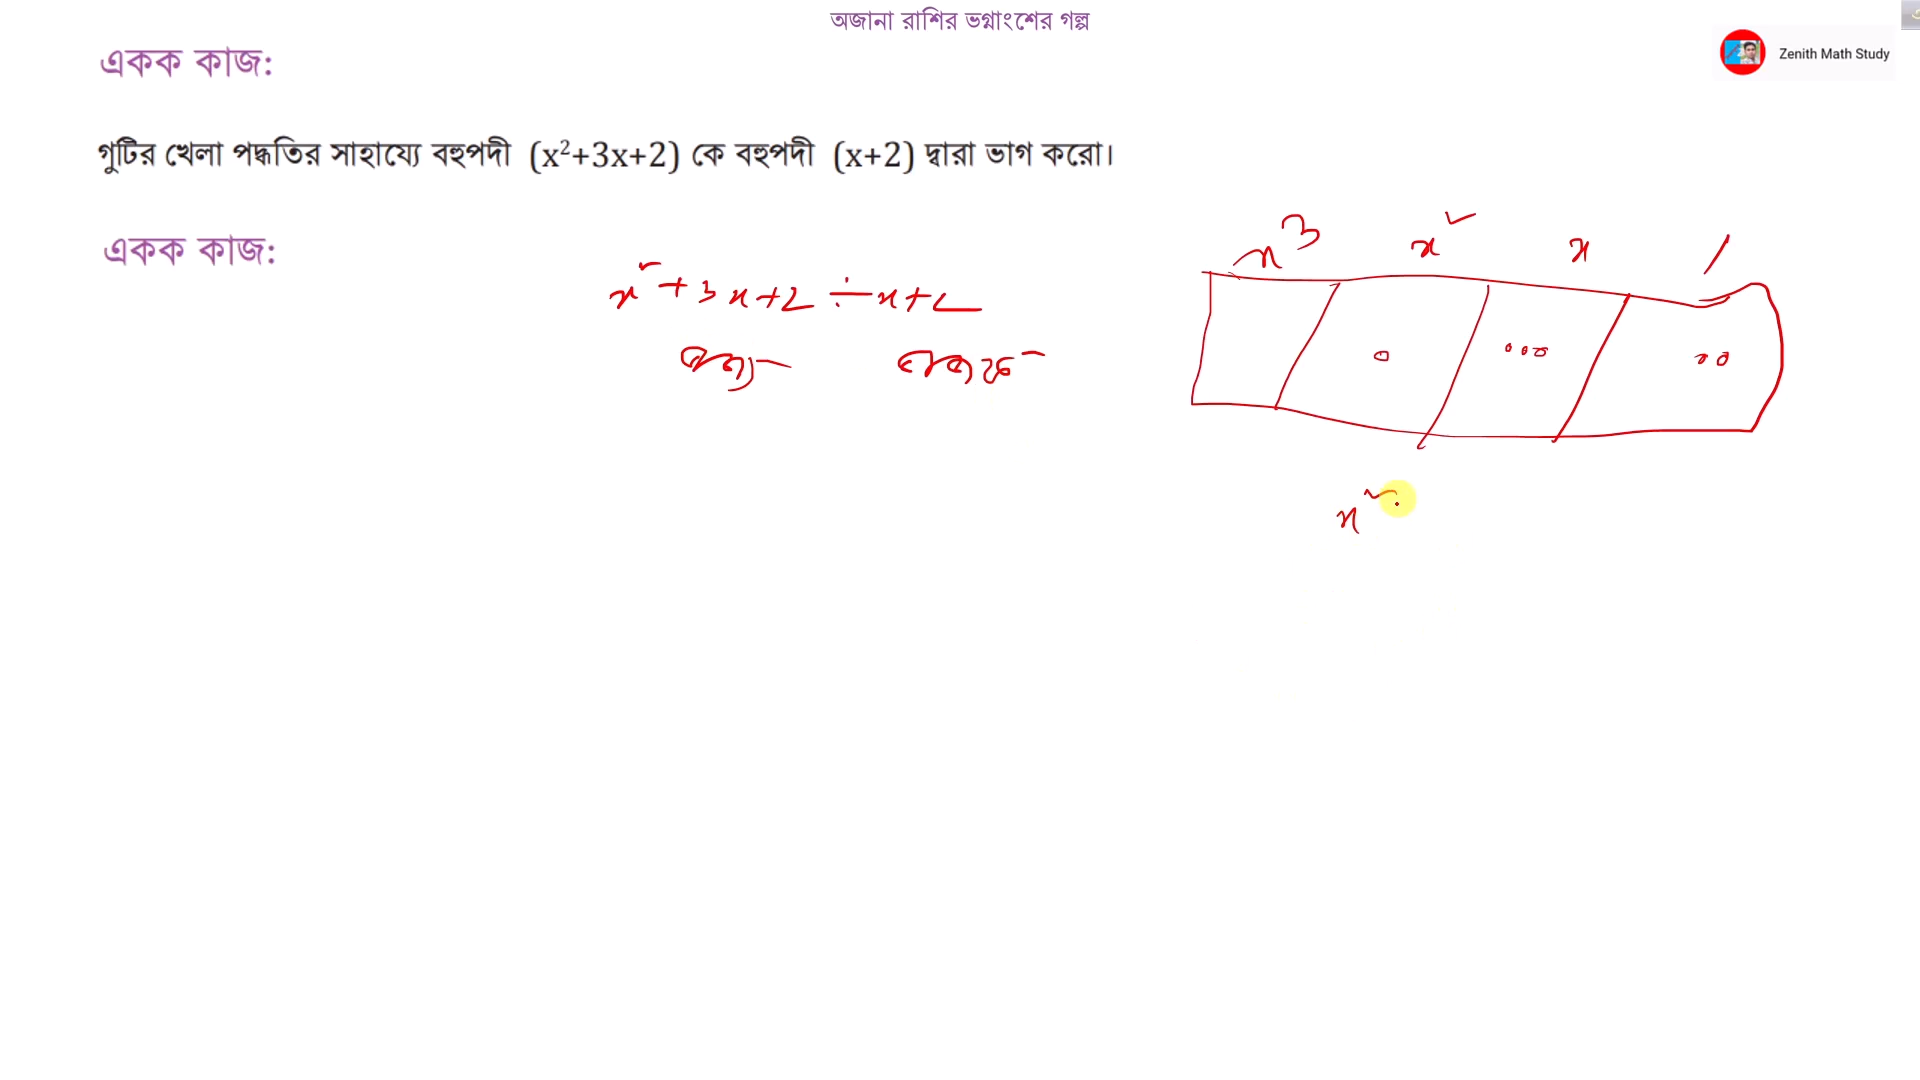 অজানা রাশির ভগ্নাংশের গল্প
Zenith Math Study
একক কাজ:
গুটির খেলা পদ্ধতির সাহায্যে বহুপদী (x²+3x+2) কে বহুপদী (x+2) দ্বারা ভাগ করো।
একক কাজ:
x³ x² x 1
x²+3x+2÷x+2
ভাজ্য ভাজক
x²